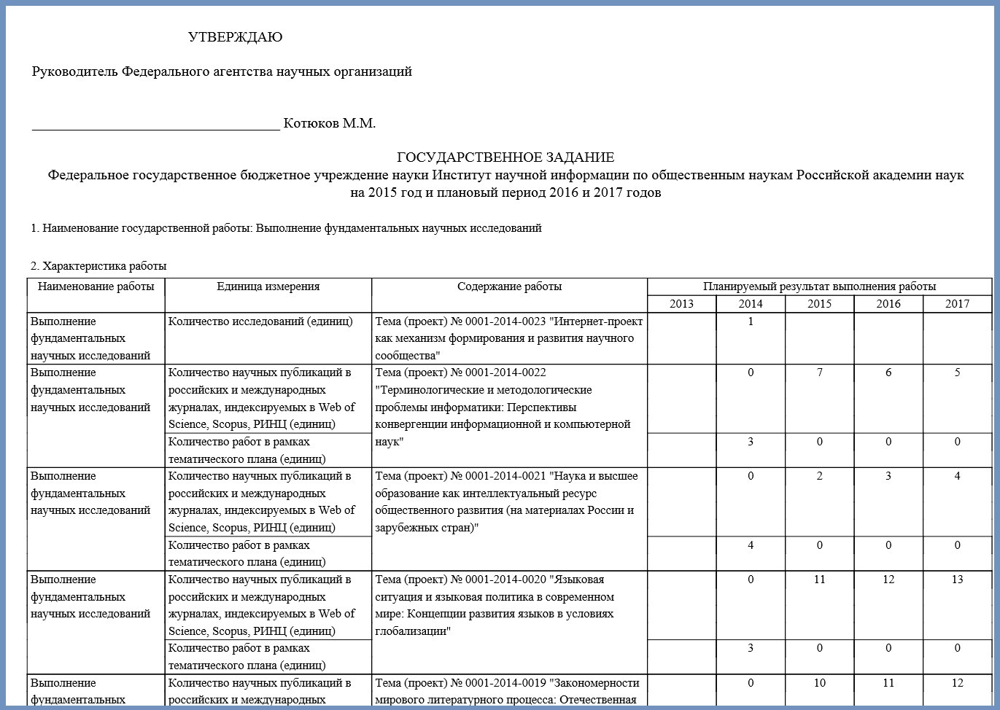 УТВЕРЖДАЮ
Руководитель Федерального агентства научных организаций
__________________________________ Котюков М.М.
ГОСУДАРСТВЕННОЕ ЗАДАНИЕ
Федеральное государственное бюджетное учреждение науки Институт научной информации по общественным наукам Российской академии наук
на 2015 год и плановый период 2016 и 2017 годов
1. Наименование государственной работы: Выполнение фундаментальных научных исследований
2. Характеристика работы
Наименование работы Единица измерения Содержание работы Планируемый результат выполнения работы
2013 2014 2015 2016 2017
Выполнение Количество исследований (единиц) Тема (проект) № 0001-2014-0023 "Интернет-проект 1
фундаментальных как механизм формирования и развития научного
научных исследований сообщества"
Выполнение Количество научных публикаций в Тема (проект) № 0001-2014-0022 0 7 6 5
фундаментальных российских и международных "Терминологические и методологические
научных исследований журналах, индексируемых в Web of проблемы информатики: Перспективы
Science, Scopus, РИНЦ (единиц) конвергенции информационной и компьютерной
Количество работ в рамках наук" 3 0 0 0
тематического плана (единиц)
Выполнение Количество научных публикаций в Тема (проект) № 0001-2014-0021 "Наука и высшее 0 2 3 4
фундаментальных российских и международных образование как интеллектуальный ресурс
научных исследований журналах, индексируемых в Web of общественного развития (на материалах России и
Science, Scopus, РИНЦ (единиц) зарубежных стран)"
Количество работ в рамках 4 0 0 0
тематического плана (единиц)
Выполнение Количество научных публикаций в Тема (проект) № 0001-2014-0020 "Языковая 0 11 12 13
фундаментальных российских и международных ситуация и языковая политика в современном
научных исследований журналах, индексируемых в Web of мире: Концепции развития языков в условиях
Science, Scopus, РИНЦ (единиц) глобализации"
Количество работ в рамках 3 0 0 0
тематического плана (единиц)
Выполнение Количество научных публикаций в Тема (проект) № 0001-2014-0019 "Закономерности 0 10 11 12
фундаментальных российских и международных мирового литературного процесса: Отечественная